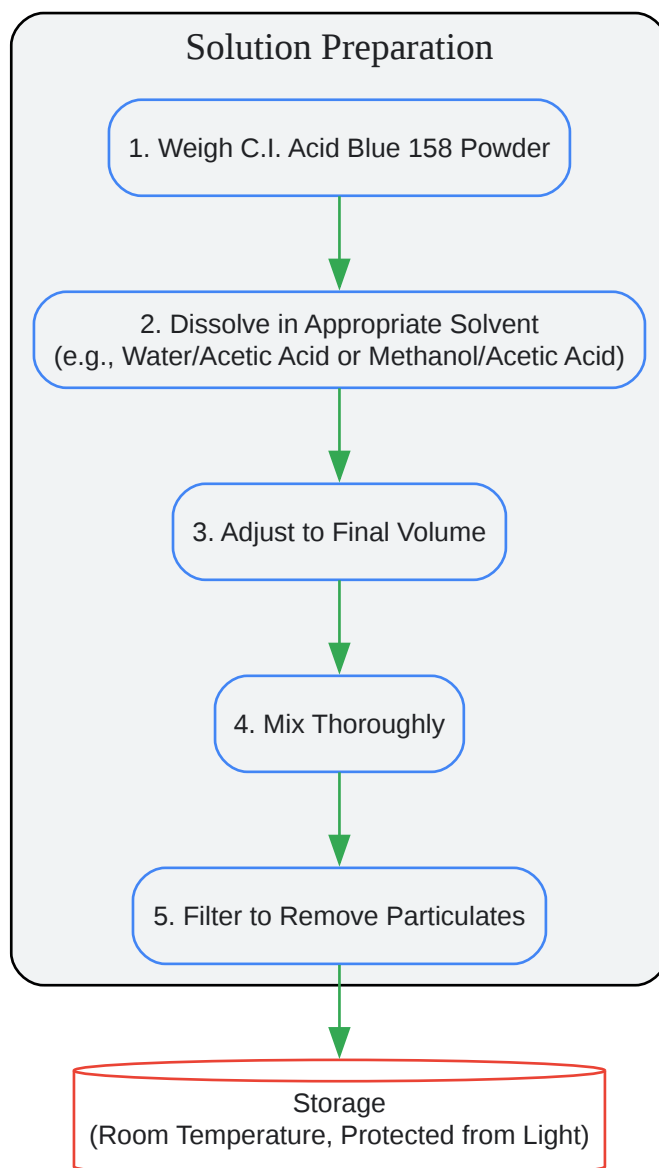 Solution Preparation
1. Weigh C.I. Acid Blue 158 Powder
2. Dissolve in Appropriate Solvent
(e.g., Water/Acetic Acid or Methanol/Acetic Acid)
3. Adjust to Final Volume
4. Mix Thoroughly
5. Filter to Remove Particulates
Storage
(Room Temperature, Protected from Light)